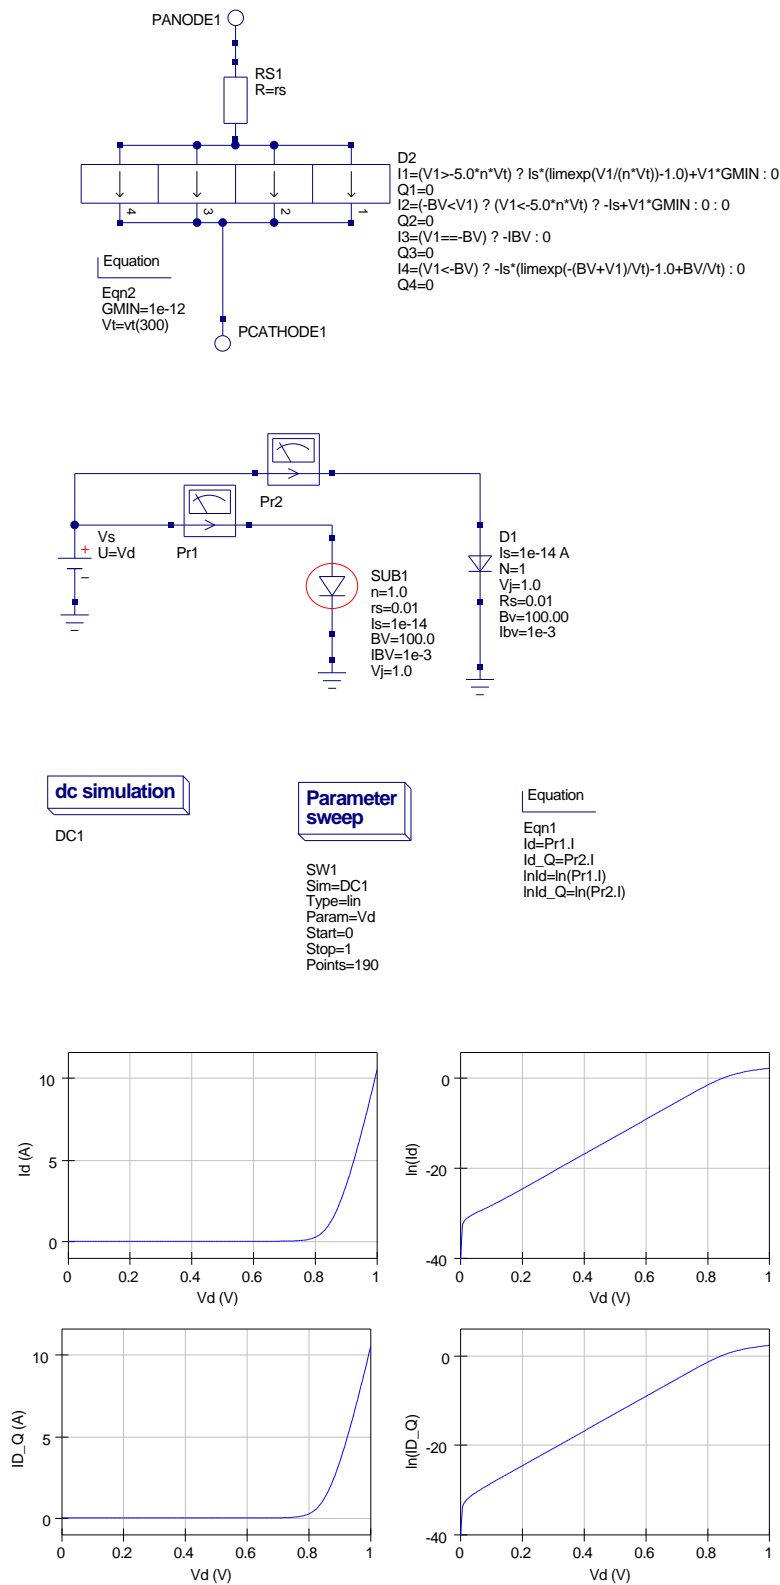 PANODE1
RS1
R=rs
D2
I1=(V1>-5.0*n*Vt) ? Is*(limexp(V1/(n*Vt))-1.0)+V1*GMIN : 0
Q1=0
I2=(-BV<V1) ? (V1<-5.0*n*Vt) ? -Is+V1*GMIN : 0 : 0
Q2=0
I3=(V1==-BV) ? -IBV : 0
Q3=0
I4=(V1<-BV) ? -Is*(limexp(-(BV+V1)/Vt)-1.0+BV/Vt) : 0
Q4=0
4 3 2 1
Equation
Eqn2
GMIN=1e-12
Vt=vt(300)
PCATHODE1
Pr2
Pr1
Vs
U=Vd
+
−
SUB1
n=1.0
rs=0.01
Is=1e-14
BV=100.0
IBV=1e-3
Vj=1.0
D1
Is=1e-14 A
N=1
Vj=1.0
Rs=0.01
Bv=100.00
Ibv=1e-3
dc simulation
DC1
Parameter
sweep
SW1
Sim=DC1
Type=lin
Param=Vd
Start=0
Stop=1
Points=190
Equation
Eqn1
Id=Pr1.I
Id_Q=Pr2.I
lnId=ln(Pr1.I)
lnId_Q=ln(Pr2.I)
Id (A)
10
5
0
0 0.2 0.4 0.6 0.8 1
Vd (V)
ln(Id)
0
-20
-40
0 0.2 0.4 0.6 0.8 1
Vd (V)
ID_Q (A)
10
5
0
0 0.2 0.4 0.6 0.8 1
Vd (V)
ln(ID_Q)
0
-20
-40
0 0.2 0.4 0.6 0.8 1
Vd (V)